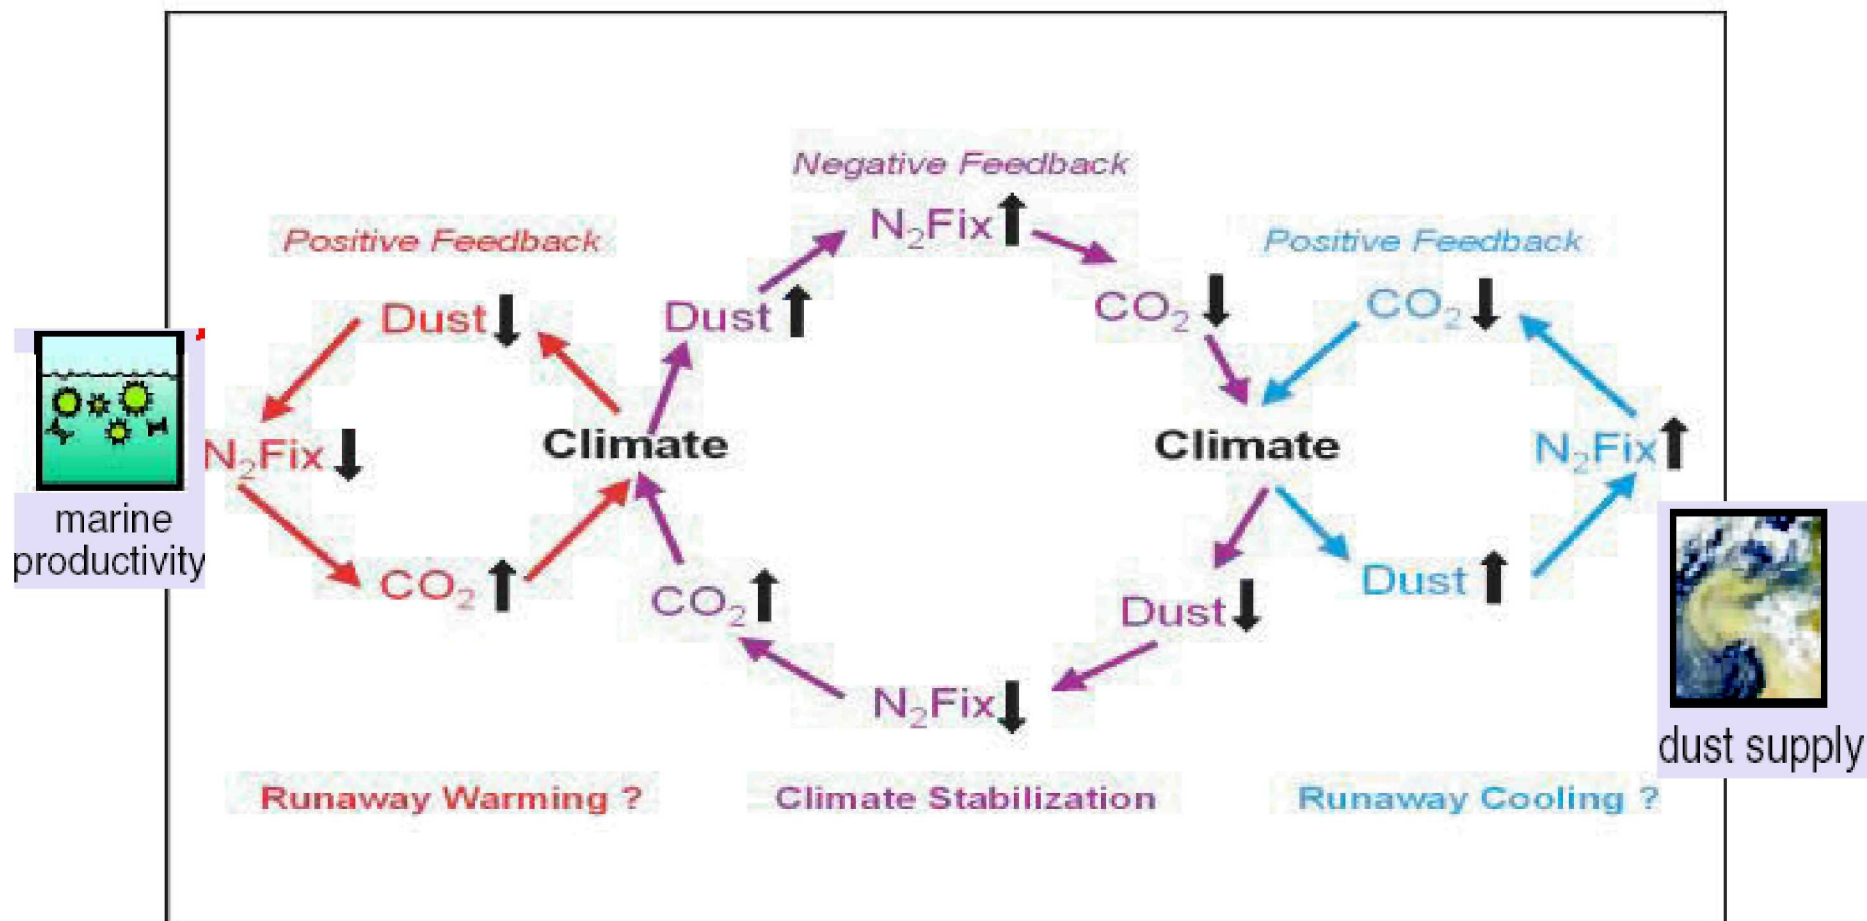 Negative Feedback
N₂Fix
Positive Feedback
Positive Feedback
Dust
Dust
CO₂
CO₂
N₂Fix
Climate
Climate
N₂Fix
marine
productivity
CO₂
CO₂
Dust
Dust
N₂Fix
dust supply
Runaway Warming ?
Climate Stabilization
Runaway Cooling ?